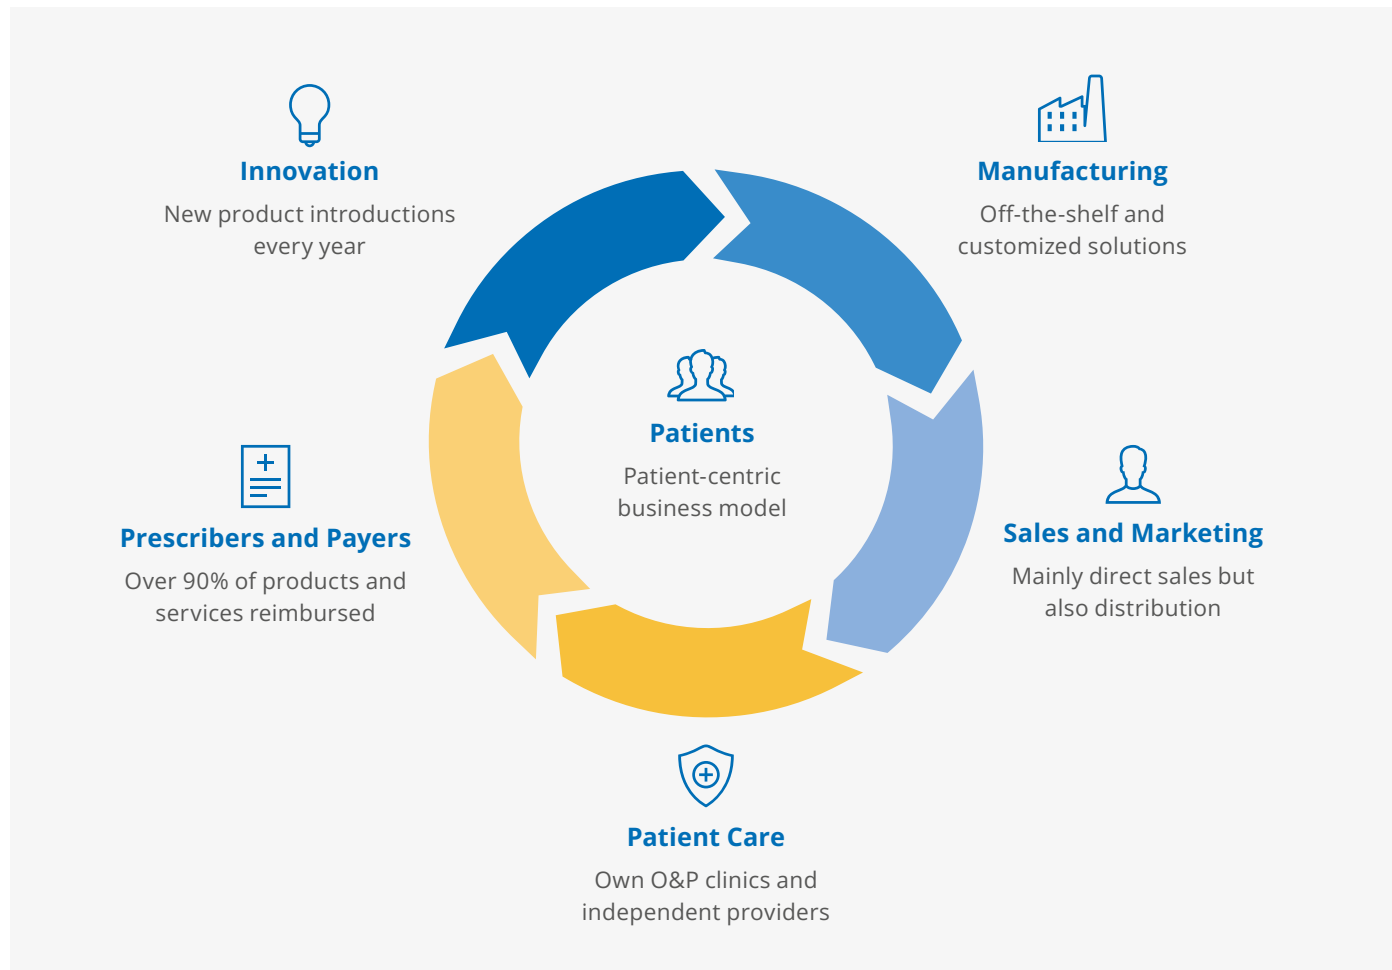 Innovation
New product introductions
every year
Manufacturing
Off-the-shelf and
customized solutions
Patients
Patient-centric
business model
Prescribers and Payers
Over 90% of products and
services reimbursed
Sales and Marketing
Mainly direct sales but
also distribution
Patient Care
Own O&P clinics and
independent providers